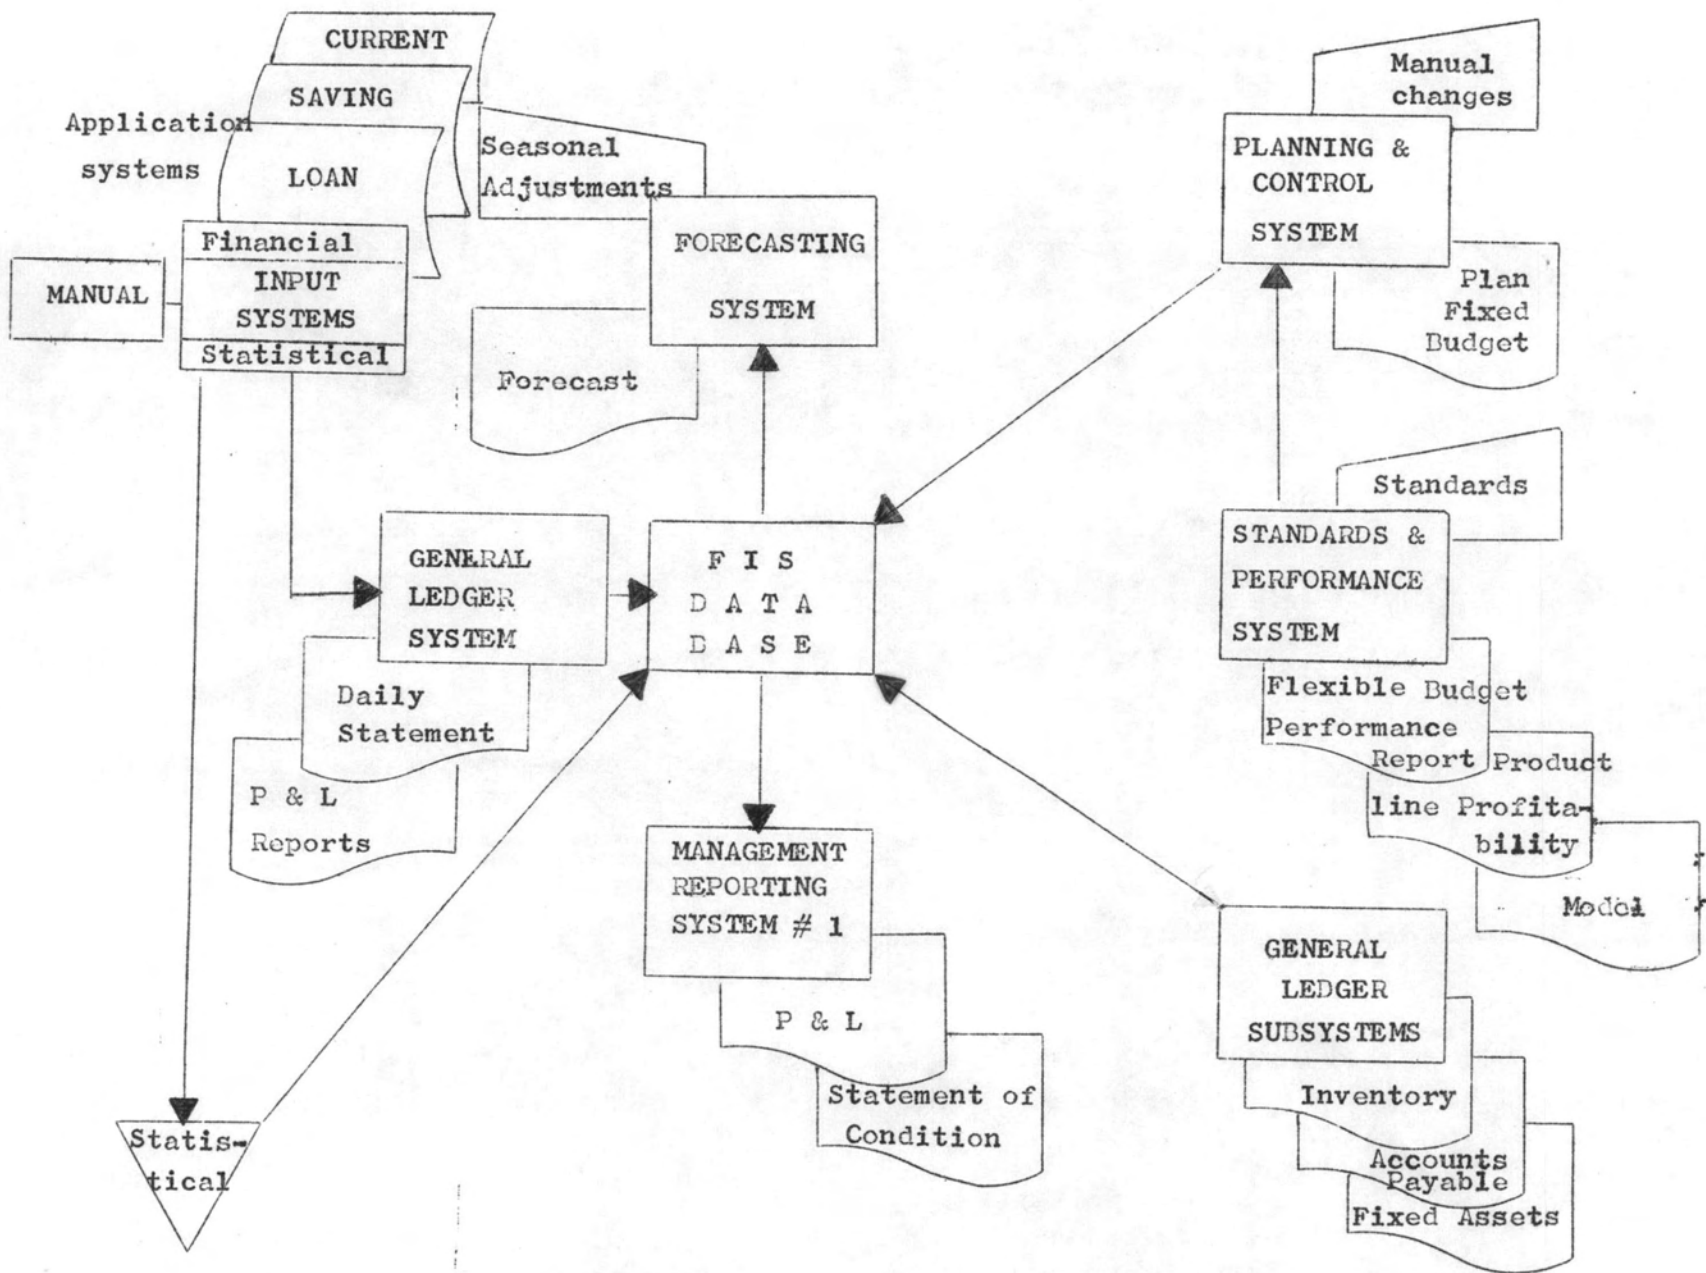 CURRENT
SAVING
LOAN
Application
systems
Seasonal
Adjustments
Financial
INPUT
SYSTEMS
Statistical
MANUAL
FORECASTING
SYSTEM
Forecast
Manual
changes
PLANNING &
CONTROL
SYSTEM
Plan
Fixed
Budget
Standards
STANDARDS &
PERFORMANCE
SYSTEM
Flexible Budget
Performance
Report
Product
line Profita-
bility
Model
GENERAL
LEDGER
SYSTEM
Daily
Statement
P & L
Reports
F I S
D A T A
D A S E
MANAGEMENT
REPORTING
SYSTEM # 1
P & L
Statement of
Condition
GENERAL
LEDGER
SUBSYSTEMS
Inventory
Accounts
Payable
Fixed Assets
Statis-
tical